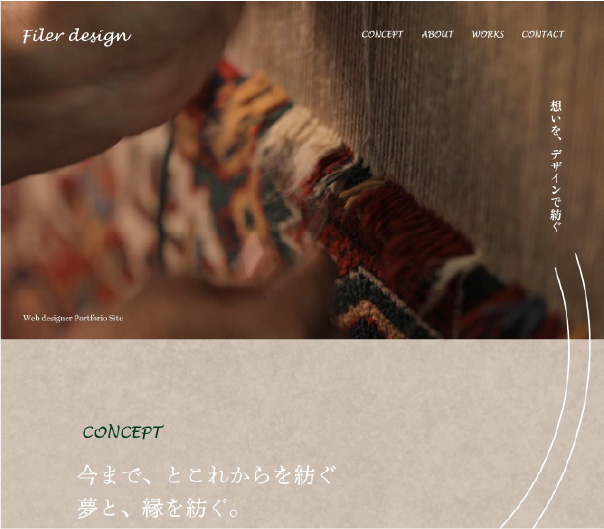 Filer design
CONCEPT ABOUT WORKS CONTACT
想いを、デザインで紡ぐ
Web designer Portforio Site
CONCEPT
今まで、とこれからを紡ぐ
夢と、縁を紡ぐ。